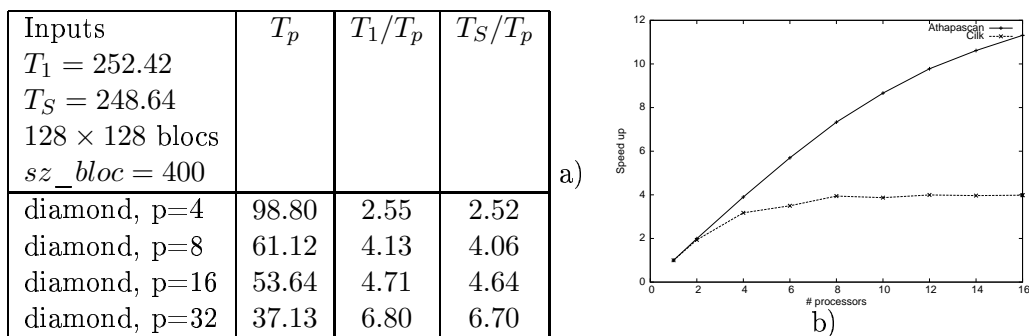 Inputs T_p T_1/T_p T_S/T_p
T_1 = 252.42
T_S = 248.64
128 × 128 blocs
sz_bloc = 400
diamond, p=4 98.80 2.55 2.52
diamond, p=8 61.12 4.13 4.06
diamond, p=16 53.64 4.71 4.64
diamond, p=32 37.13 6.80 6.70
a)
Athapascan
Cilk
Speed up
12
10
8
6
4
2
0
0 2 4 6 8 10 12 14 16
# processors
b)